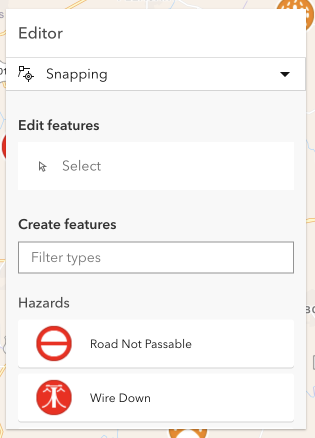 Editor
Snapping
Edit features
Select
Create features
Filter types
Hazards
Road Not Passable
Wire Down